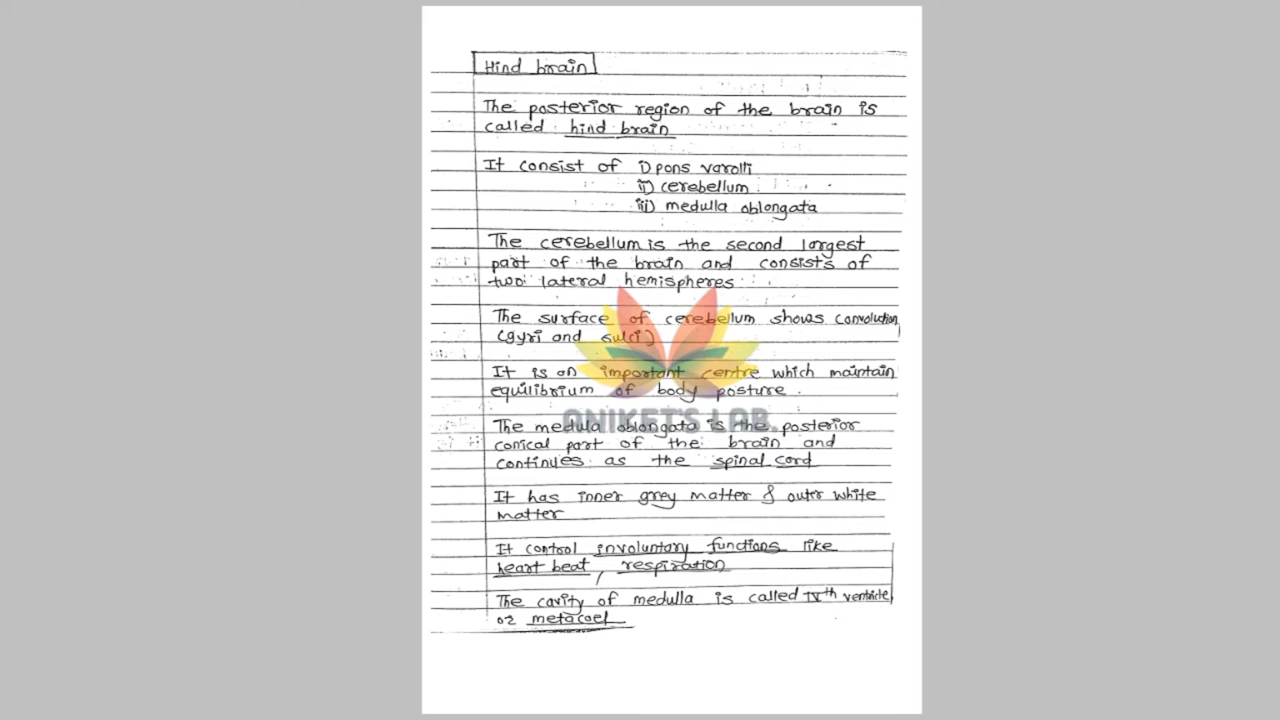 Hind brain
The posterior region of the brain is
called hind brain
It consist of i) pons varolli
ii) cerebellum
iii) medulla oblongata
The cerebellum is the second largest
part of the brain and consists of
two lateral hemispheres
The surface of cerebellum shows convolution
(gyri and sulci)
It is an important centre which maintain
equilibrium of body posture.
ANIKET'S LAB.
The medula oblongata is the posterior
conical part of the brain and
continues as the spinal cord
It has inner grey matter & outer white
matter
It control involuntary functions like
heart beat, respiration
The cavity of medulla is called IVth ventricle
or metacoel